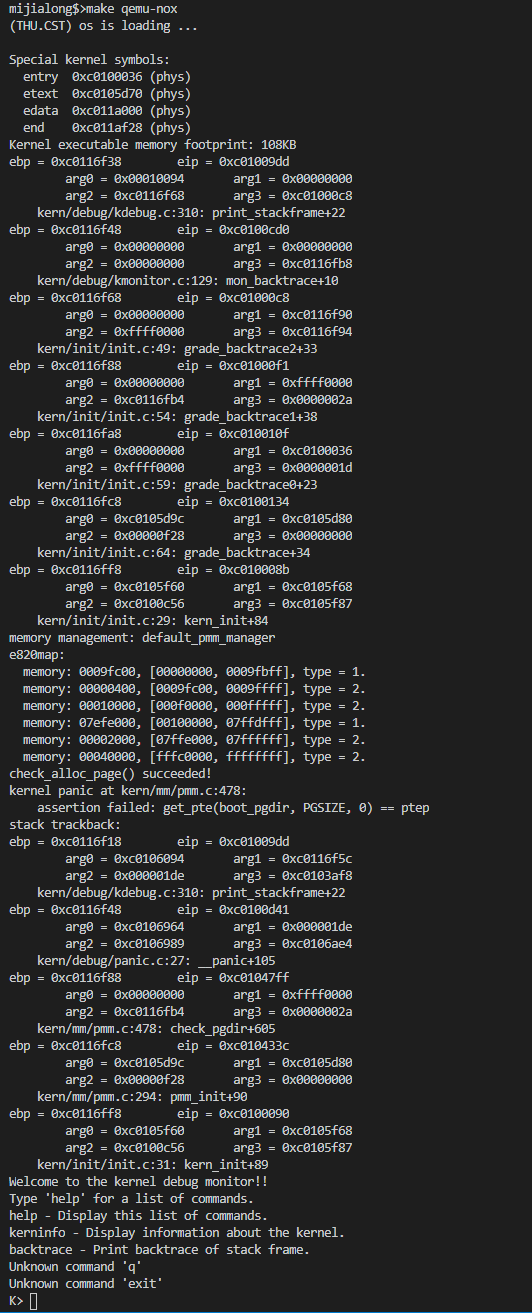 mijialong$>make qemu-nox
(THU.CST) os is loading ...
Special kernel symbols:
  entry  0xc0100036 (phys)
  etext  0xc0105d70 (phys)
  edata  0xc011a000 (phys)
  end    0xc011af28 (phys)
Kernel executable memory footprint: 108KB
ebp = 0xc0116f38        eip = 0xc01009dd
        arg0 = 0x00010094       arg1 = 0x00000000
        arg2 = 0xc0116f68       arg3 = 0xc01000c8
    kern/debug/kdebug.c:310: print_stackframe+22
ebp = 0xc0116f48        eip = 0xc0100cd0
        arg0 = 0x00000000       arg1 = 0x00000000
        arg2 = 0x00000000       arg3 = 0xc0116fb8
    kern/debug/kmonitor.c:129: mon_backtrace+10
ebp = 0xc0116f68        eip = 0xc01000c8
        arg0 = 0x00000000       arg1 = 0xc0116f90
        arg2 = 0xffff0000       arg3 = 0xc0116f94
    kern/init/init.c:49: grade_backtrace2+33
ebp = 0xc0116f88        eip = 0xc01000f1
        arg0 = 0x00000000       arg1 = 0xffff0000
        arg2 = 0xc0116fb4       arg3 = 0x0000002a
    kern/init/init.c:54: grade_backtrace1+38
ebp = 0xc0116fa8        eip = 0xc010010f
        arg0 = 0x00000000       arg1 = 0xc0100036
        arg2 = 0xffff0000       arg3 = 0x0000001d
    kern/init/init.c:59: grade_backtrace0+23
ebp = 0xc0116fc8        eip = 0xc0100134
        arg0 = 0xc0105d9c       arg1 = 0xc0105d80
        arg2 = 0x00000f28       arg3 = 0x00000000
    kern/init/init.c:64: grade_backtrace+34
ebp = 0xc0116ff8        eip = 0xc010008b
        arg0 = 0xc0105f60       arg1 = 0xc0105f68
        arg2 = 0xc0100c56       arg3 = 0xc0105f87
    kern/init/init.c:29: kern_init+84
memory management: default_pmm_manager
e820map:
  memory: 0009fc00, [00000000, 0009fbff], type = 1.
  memory: 00000400, [0009fc00, 0009ffff], type = 2.
  memory: 00010000, [000f0000, 000fffff], type = 2.
  memory: 07efe000, [00100000, 07ffdfff], type = 1.
  memory: 00002000, [07ffe000, 07ffffff], type = 2.
  memory: 00040000, [fffc0000, ffffffff], type = 2.
check_alloc_page() succeeded!
kernel panic at kern/mm/pmm.c:478:
    assertion failed: get_pte(boot_pgdir, PGSIZE, 0) == ptep
stack trackback:
ebp = 0xc0116f18        eip = 0xc01009dd
        arg0 = 0xc0106094       arg1 = 0xc0116f5c
        arg2 = 0x000001de       arg3 = 0xc0103af8
    kern/debug/kdebug.c:310: print_stackframe+22
ebp = 0xc0116f48        eip = 0xc0100d41
        arg0 = 0xc0106964       arg1 = 0x000001de
        arg2 = 0xc0106989       arg3 = 0xc0106ae4
    kern/debug/panic.c:27: __panic+105
ebp = 0xc0116f88        eip = 0xc01047ff
        arg0 = 0x00000000       arg1 = 0xffff0000
        arg2 = 0xc0116fb4       arg3 = 0x0000002a
    kern/mm/pmm.c:478: check_pgdir+605
ebp = 0xc0116fc8        eip = 0xc010433c
        arg0 = 0xc0105d9c       arg1 = 0xc0105d80
        arg2 = 0x00000f28       arg3 = 0x00000000
    kern/mm/pmm.c:294: pmm_init+90
ebp = 0xc0116ff8        eip = 0xc0100090
        arg0 = 0xc0105f60       arg1 = 0xc0105f68
        arg2 = 0xc0100c56       arg3 = 0xc0105f87
    kern/init/init.c:31: kern_init+89
Welcome to the kernel debug monitor!!
Type 'help' for a list of commands.
help - Display this list of commands.
kerninfo - Display information about the kernel.
backtrace - Print backtrace of stack frame.
Unknown command 'q'
Unknown command 'exit'
K>